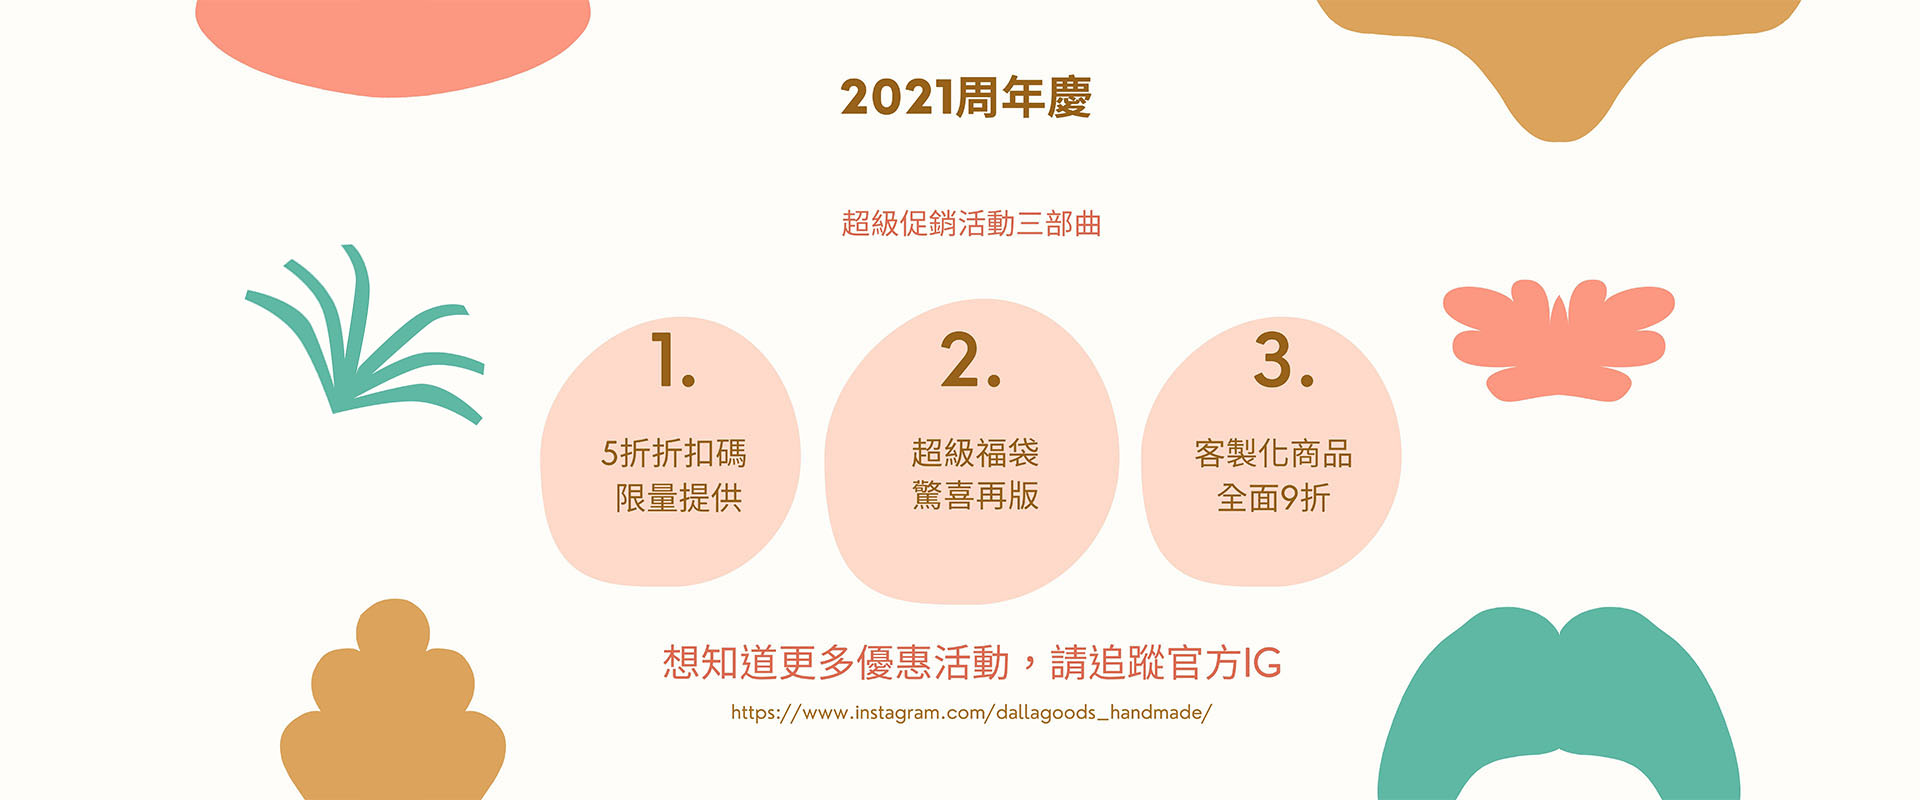 2021周年慶
超級促銷活動三部曲
1.
5折折扣碼
限量提供
2.
超級福袋
驚喜再版
3.
客製化商品
全面9折
想知道更多優惠活動，請追蹤官方IG
https://www.instagram.com/dallagoods_handmade/